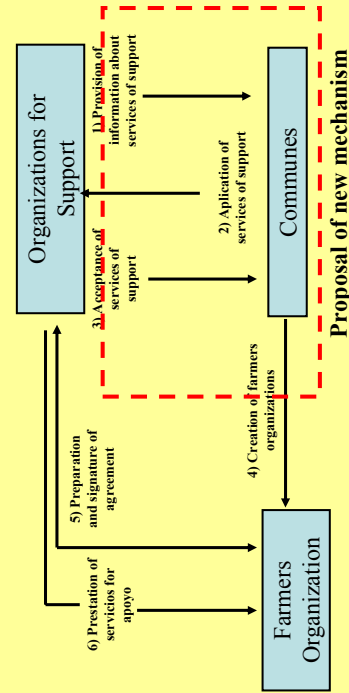 Organizations for
Support
1) Provision of
information about
services of support
2) Aplication of
services of support
3) Acceptance of
services of
support
Communes
4) Creation of farmers
organizations
5) Preparation
and signature of
agreement
6) Prestation of
servicios for
apoyo
Farmers
Organization
Proposal of new mechanism